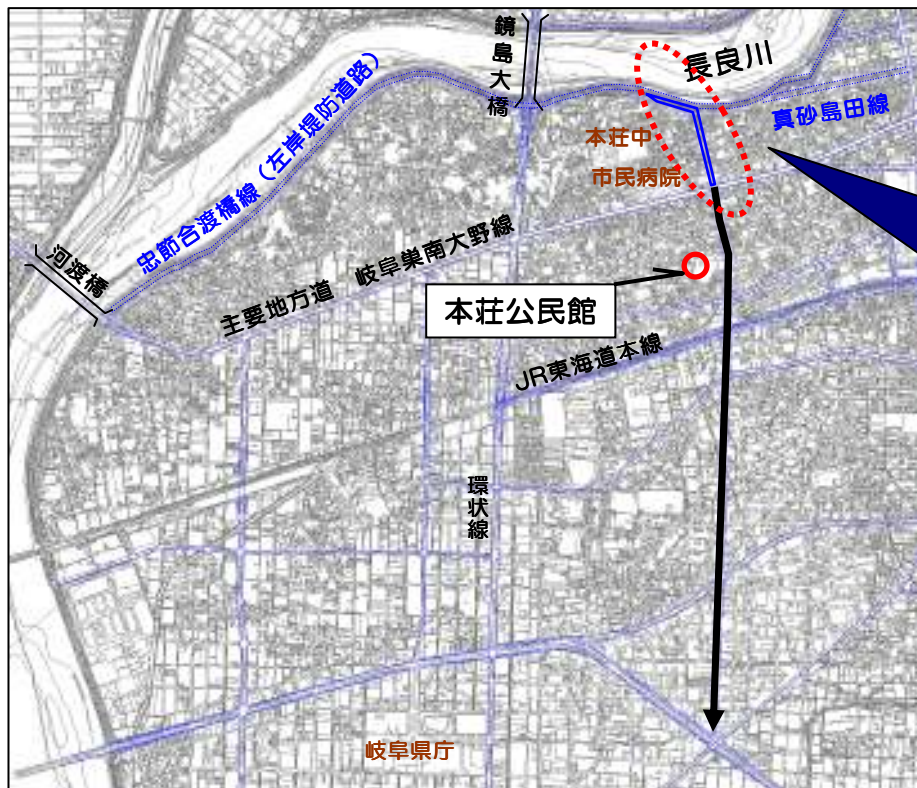 鏡島大橋
長良川
真砂島田線
本荘中
市民病院
忠節合渡橋線（左岸堤防道路）
河渡橋
主要地方道　岐阜巣南大野線
本荘公民館
JR東海道本線
環状線
岐阜県庁